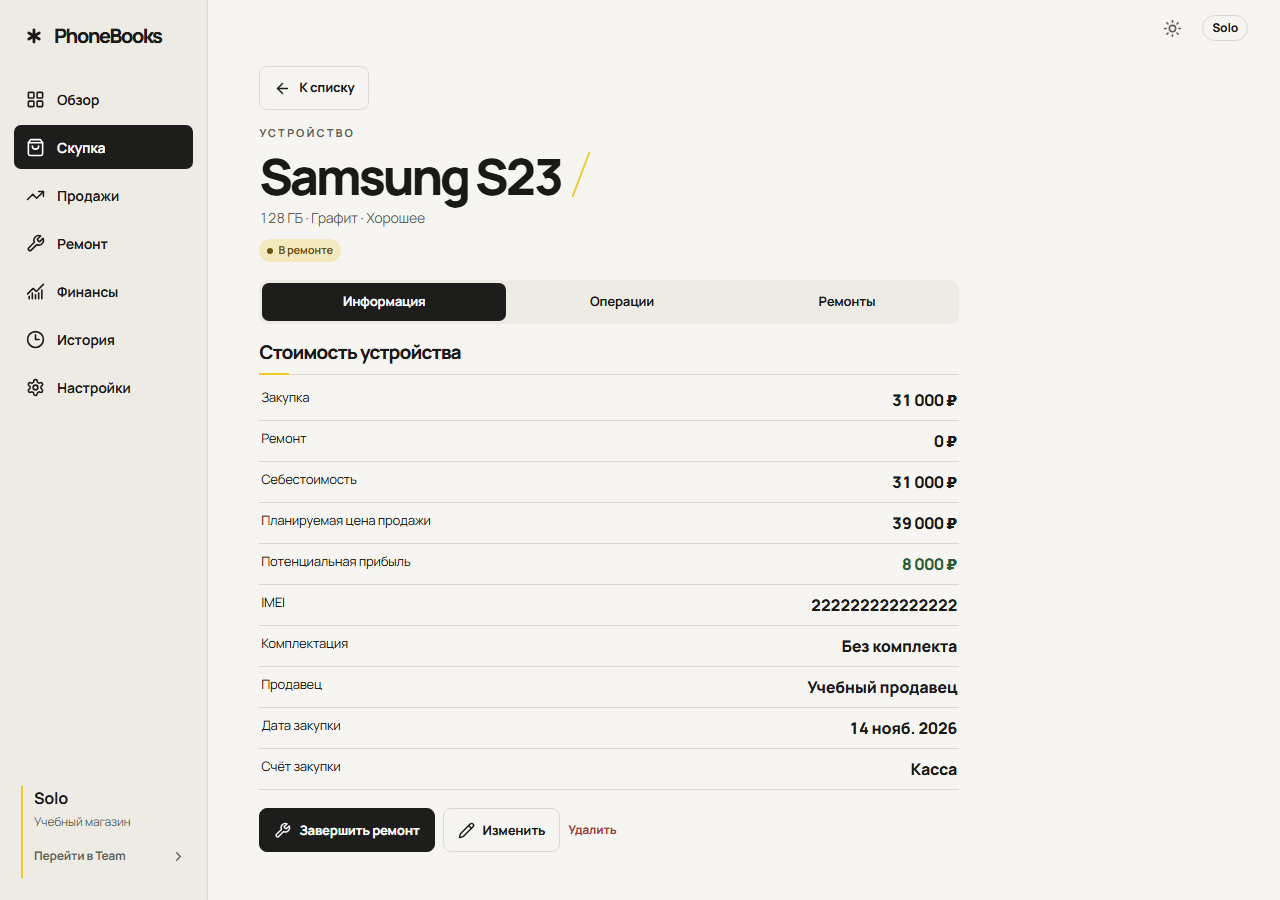 PhoneBooks
Обзор
Скупка
Продажи
Ремонт
Финансы
История
Настройки
Solo
Учебный магазин
Перейти в Team
Solo
К списку
УСТРОЙСТВО
Samsung S23
128 ГБ · Графит · Хорошее
В ремонте
Информация Операции Ремонты
Стоимость устройства
Закупка 31 000 ₽
Ремонт 0 ₽
Себестоимость 31 000 ₽
Планируемая цена продажи 39 000 ₽
Потенциальная прибыль 8 000 ₽
IMEI 222222222222222
Комплектация Без комплекта
Продавец Учебный продавец
Дата закупки 14 нояб. 2026
Счёт закупки Касса
Завершить ремонт Изменить Удалить